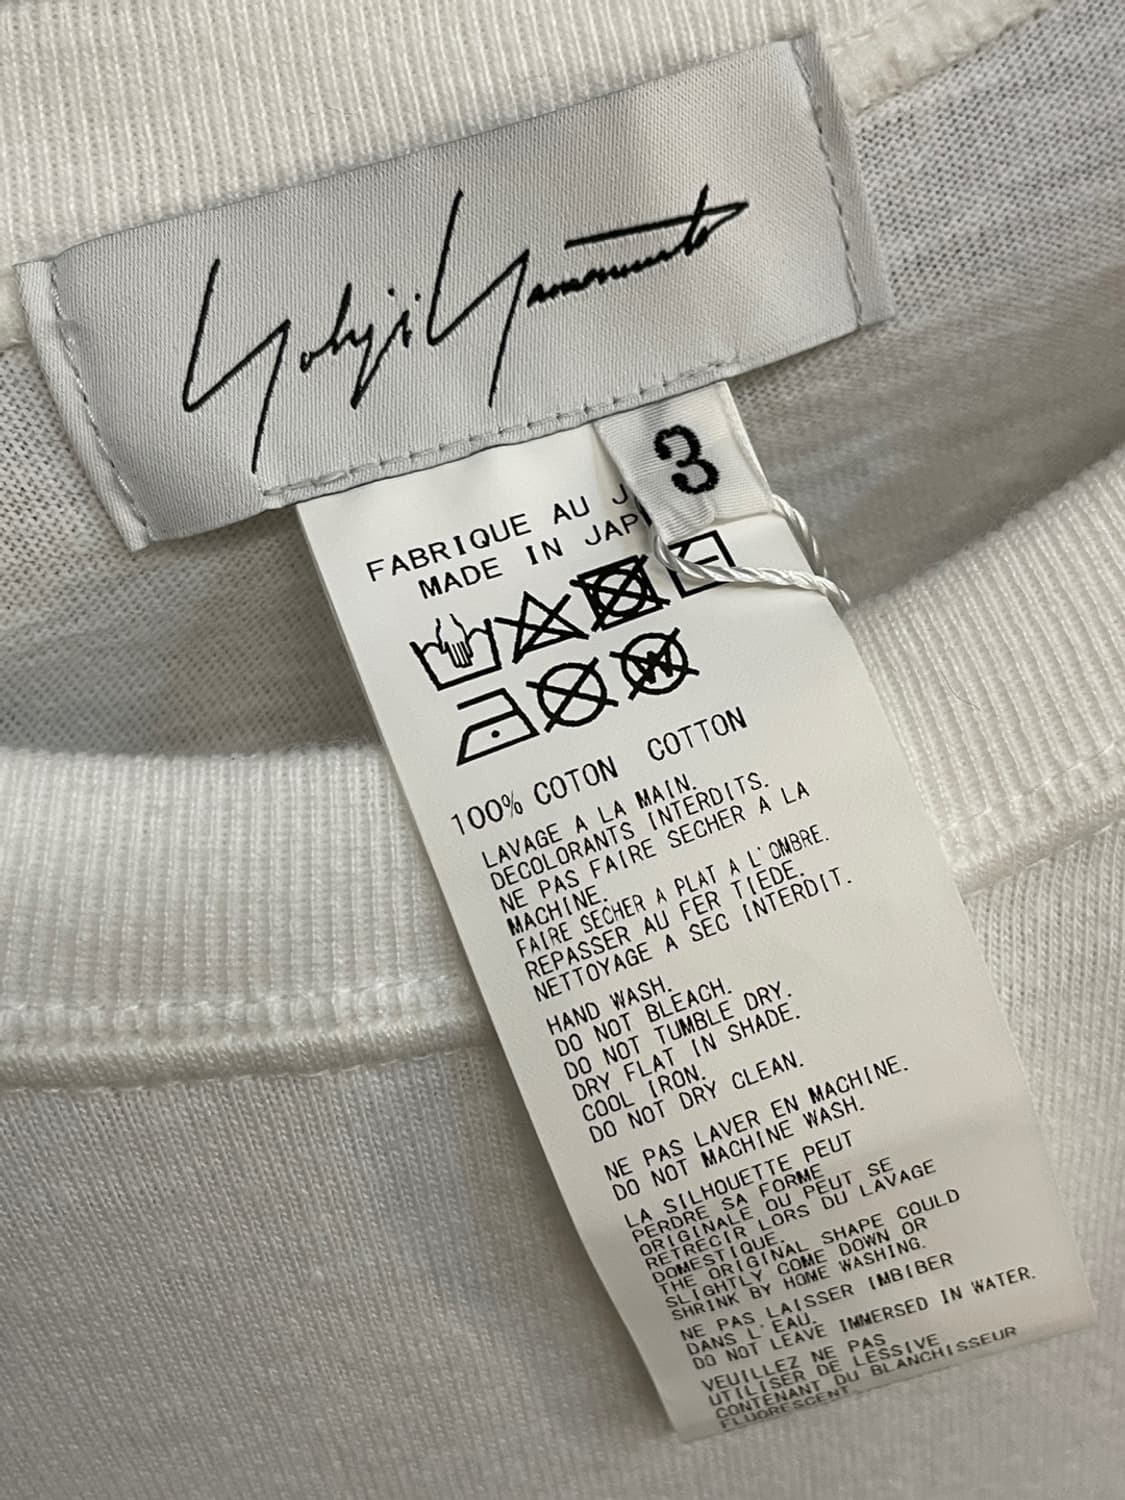 Yohji Yamamoto
3
FABRIQUE AU J
MADE IN JAP
W
100% COTON COTTON
LAVAGE A LA MAIN.
DECOLORANTS INTERDITS.
NE PAS FAIRE SECHER A LA
MACHINE.
FAIRE SECHER A PLAT A L'OMBRE.
REPASSER AU FER TIEDE.
NETTOYAGE A SEC INTERDIT.
HAND WASH.
DO NOT BLEACH.
DO NOT TUMBLE DRY.
DRY FLAT IN SHADE.
COOL IRON.
DO NOT DRY CLEAN.
NE PAS LAVER EN MACHINE.
DO NOT MACHINE WASH.
LA SILHOUETTE PEUT
PERDRE SA FORME
ORIGINALE OU PEUT SE
RETRECIR LORS DU LAVAGE
DOMESTIQUE.
THE ORIGINAL SHAPE COULD
SLIGHTLY COME DOWN OR
SHRINK BY HOME WASHING.
NE PAS LAISSER IMBIBER
DANS L'EAU.
DO NOT LEAVE IMMERSED IN WATER.
VEUILLEZ NE PAS
UTILISER DE LESSIVE
CONTENANT DU BLANCHISSEUR
FLUORESCENT.